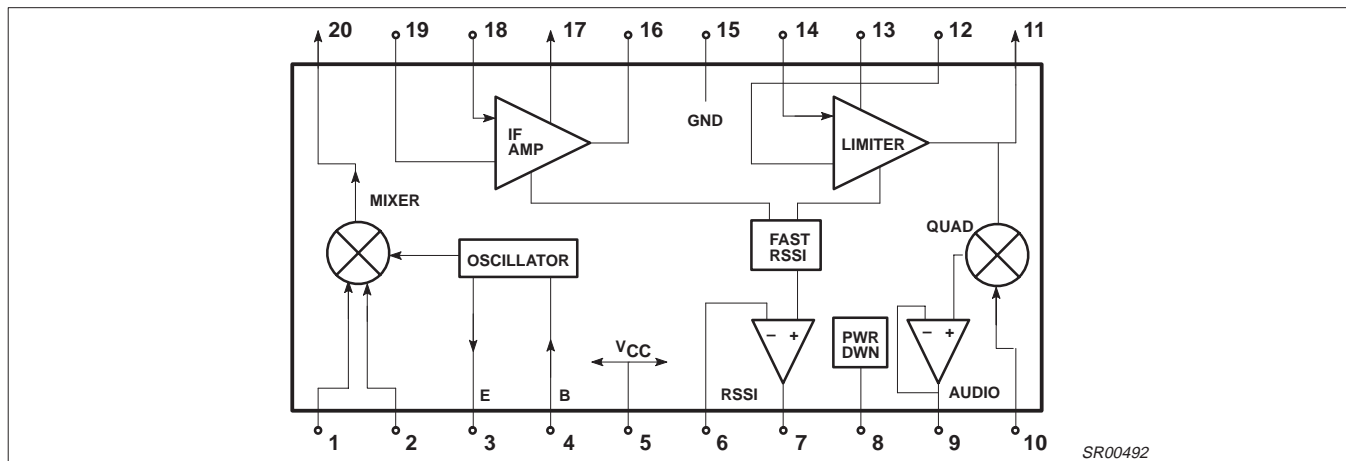 20 19 18 17 16 15 14 13 12 11
IF
AMP
GND
LIMITER
MIXER
FAST
RSSI
QUAD
OSCILLATOR
– +
PWR
DWN
– +
VCC
E B RSSI AUDIO
1 2 3 4 5 6 7 8 9 10
SR00492